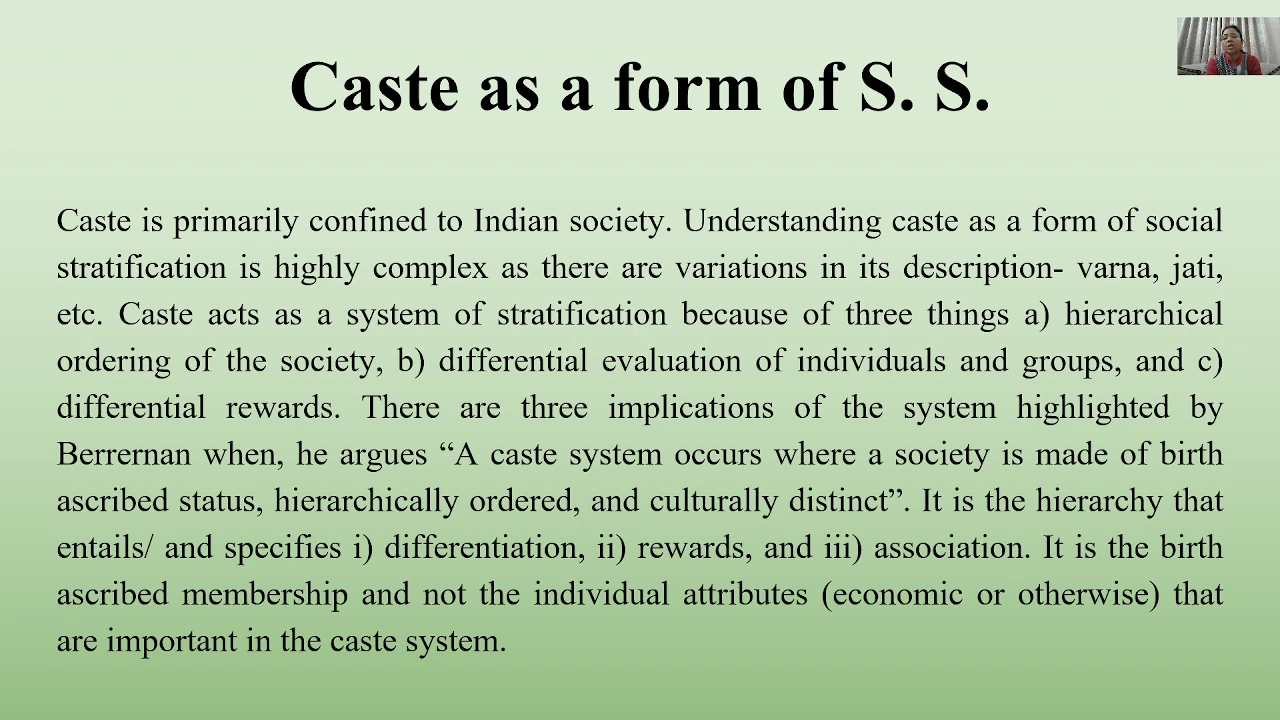 Caste as a form of S. S.
Caste is primarily confined to Indian society. Understanding caste as a form of social
stratification is highly complex as there are variations in its description- varna, jati,
etc. Caste acts as a system of stratification because of three things a) hierarchical
ordering of the society, b) differential evaluation of individuals and groups, and c)
differential rewards. There are three implications of the system highlighted by
Berrernan when, he argues “A caste system occurs where a society is made of birth
ascribed status, hierarchically ordered, and culturally distinct”. It is the hierarchy that
entails/ and specifies i) differentiation, ii) rewards, and iii) association. It is the birth
ascribed membership and not the individual attributes (economic or otherwise) that
are important in the caste system.